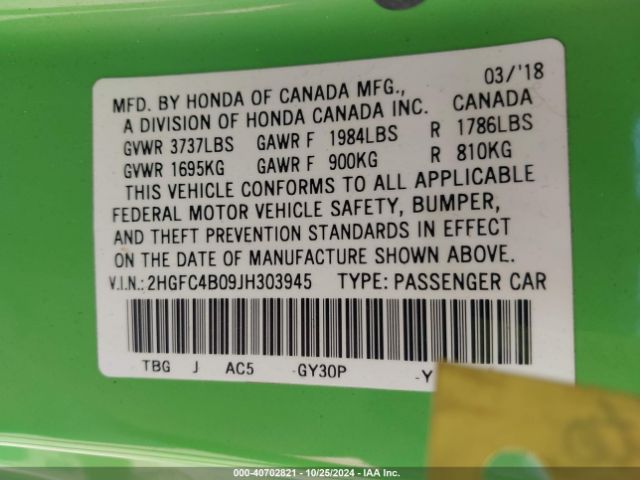 MFD. BY HONDA OF CANADA MFG., 03/'18
A DIVISION OF HONDA CANADA INC. CANADA
GVWR 3737LBS GAWR F 1984LBS R 1786LBS
GVWR 1695KG GAWR F 900KG R 810KG
THIS VEHICLE CONFORMS TO ALL APPLICABLE
FEDERAL MOTOR VEHICLE SAFETY, BUMPER,
AND THEFT PREVENTION STANDARDS IN EFFECT
ON THE DATE OF MANUFACTURE SHOWN ABOVE.
V.I.N.: 2HGFC4B09JH303945 TYPE: PASSENGER CAR
TBG J AC5 -GY30P -Y
000-40702821 - 10/25/2024 - IAA Inc.